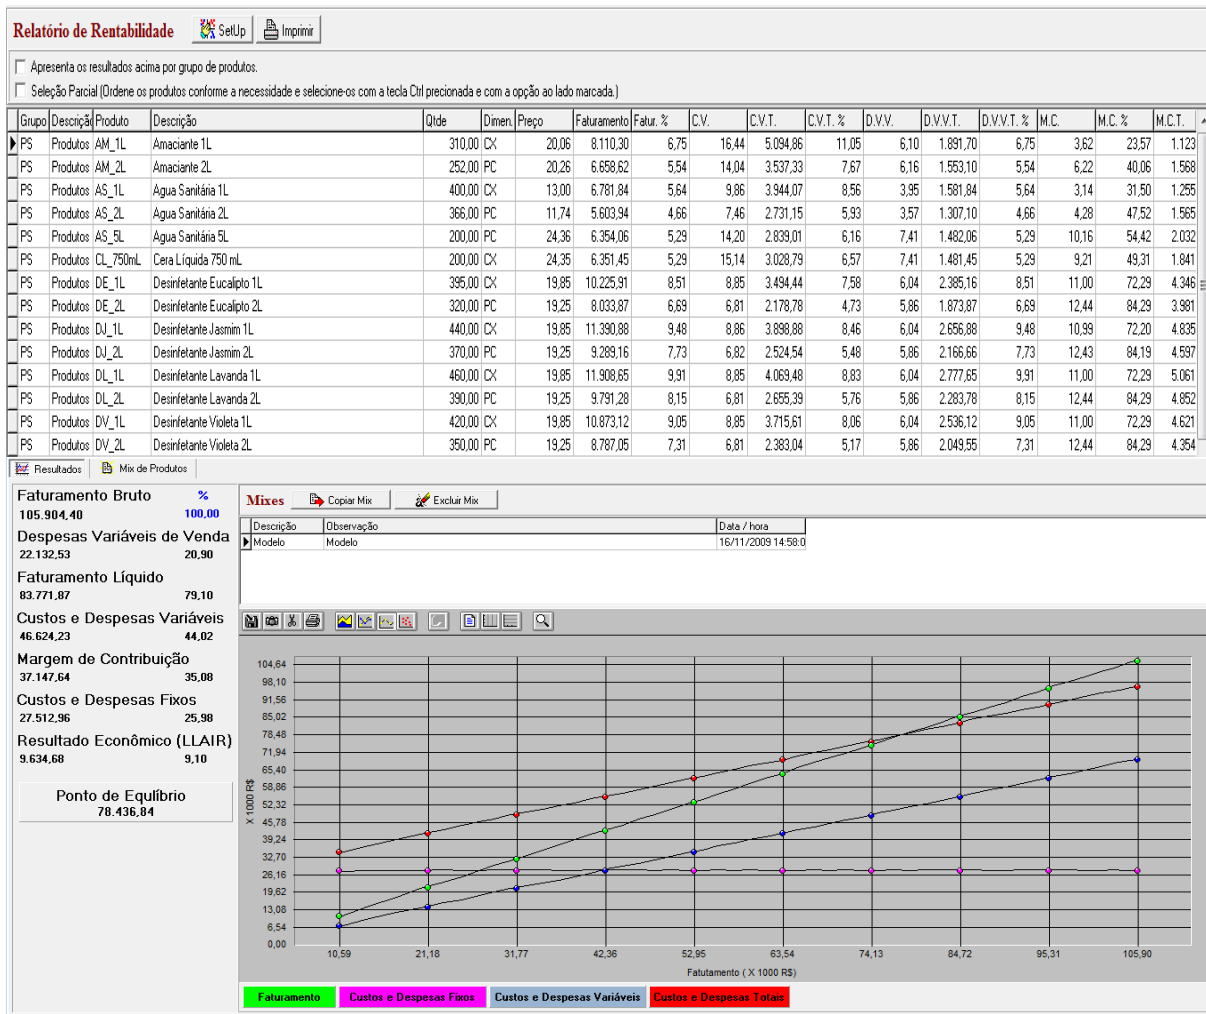 Relatório de Rentabilidade SetUp Imprimir
Apresenta os resultados acima por grupo de produtos.
Seleção Parcial (Ordene os produtos conforme a necessidade e selecione-os com a tecla Ctrl precionada e com a opção ao lado marcada.)
Grupo Descrição Produto Descrição Qtde Dimen. Preço Faturamento Fatur. % C.V. C.V.T. C.V.T. % D.V.V. D.V.V.T. D.V.V.T. % M.C. M.C. % M.C.T.
PS Produtos AM_1L Amaciante 1L 310,00 CX 20,06 8.110,30 6,75 16,44 5.094,86 11,05 6,10 1.891,70 6,75 3,62 23,57 1.123
PS Produtos AM_2L Amaciante 2L 252,00 PC 20,26 6.658,62 5,54 14,04 3.537,33 7,67 6,16 1.553,10 5,54 6,22 40,06 1.568
PS Produtos AS_1L Agua Sanitária 1L 400,00 CX 13,00 6.781,84 5,64 9,86 3.944,07 8,56 3,95 1.581,84 5,64 3,14 31,50 1.255
PS Produtos AS_2L Agua Sanitária 2L 366,00 PC 11,74 5.603,94 4,66 7,46 2.731,15 5,93 3,57 1.307,10 4,66 4,28 47,52 1.565
PS Produtos AS_5L Agua Sanitária 5L 200,00 PC 24,36 6.354,06 5,29 14,20 2.839,01 6,16 7,41 1.482,06 5,29 10,16 54,42 2.032
PS Produtos CL_750mL Cera Líquida 750 mL 200,00 CX 24,35 6.351,45 5,29 15,14 3.028,79 6,57 7,41 1.481,45 5,29 9,21 49,31 1.841
PS Produtos DE_1L Desinfetante Eucalipto 1L 395,00 CX 19,85 10.225,91 8,51 8,85 3.494,44 7,58 6,04 2.385,16 8,51 11,00 72,29 4.346
PS Produtos DE_2L Desinfetante Eucalipto 2L 320,00 PC 19,25 8.033,87 6,69 6,81 2.178,78 4,73 5,86 1.873,87 6,69 12,44 84,29 3.981
PS Produtos DJ_1L Desinfetante Jasmim 1L 440,00 CX 19,85 11.390,88 9,48 8,86 3.898,88 8,46 6,04 2.656,88 9,48 10,99 72,20 4.835
PS Produtos DJ_2L Desinfetante Jasmim 2L 370,00 PC 19,25 9.289,16 7,73 6,82 2.524,54 5,48 5,86 2.166,66 7,73 12,43 84,19 4.597
PS Produtos DL_1L Desinfetante Lavanda 1L 460,00 CX 19,85 11.908,65 9,91 8,85 4.069,48 8,83 6,04 2.777,65 9,91 11,00 72,29 5.061
PS Produtos DL_2L Desinfetante Lavanda 2L 390,00 PC 19,25 9.791,28 8,15 6,81 2.655,39 5,76 5,86 2.283,78 8,15 12,44 84,29 4.852
PS Produtos DV_1L Desinfetante Violeta 1L 420,00 CX 19,85 10.873,12 9,05 8,85 3.715,61 8,06 6,04 2.536,12 9,05 11,00 72,29 4.621
PS Produtos DV_2L Desinfetante Violeta 2L 350,00 PC 19,25 8.787,05 7,31 6,81 2.383,04 5,17 5,86 2.049,55 7,31 12,44 84,29 4.354
Resultados Mix de Produtos
Faturamento Bruto %
105.904,40 100,00
Despesas Variáveis de Venda
22.132,53 20,90
Faturamento Líquido
83.771,87 79,10
Custos e Despesas Variáveis
46.624,23 44,02
Margem de Contribuição
37.147,64 35,08
Custos e Despesas Fixos
27.512,96 25,98
Resultado Econômico (LLAIR)
9.634,68 9,10
Ponto de Equlíbrio
78.436,84
Mixes Copiar Mix Excluir Mix
Descrição Observação Data / hora
Modelo Modelo 16/11/2009 14:58:0
104,64
98,10
91,56
85,02
78,48
71,94
65,40
58,86
52,32
45,78
39,24
32,70
26,16
19,62
13,08
6,54
0,00
X 1000 R$
10,59 21,18 31,77 42,36 52,95 63,54 74,13 84,72 95,31 105,90
Fatutamento ( X 1000 R$)
Faturamento Custos e Despesas Fixos Custos e Despesas Variáveis Custos e Despesas Totais